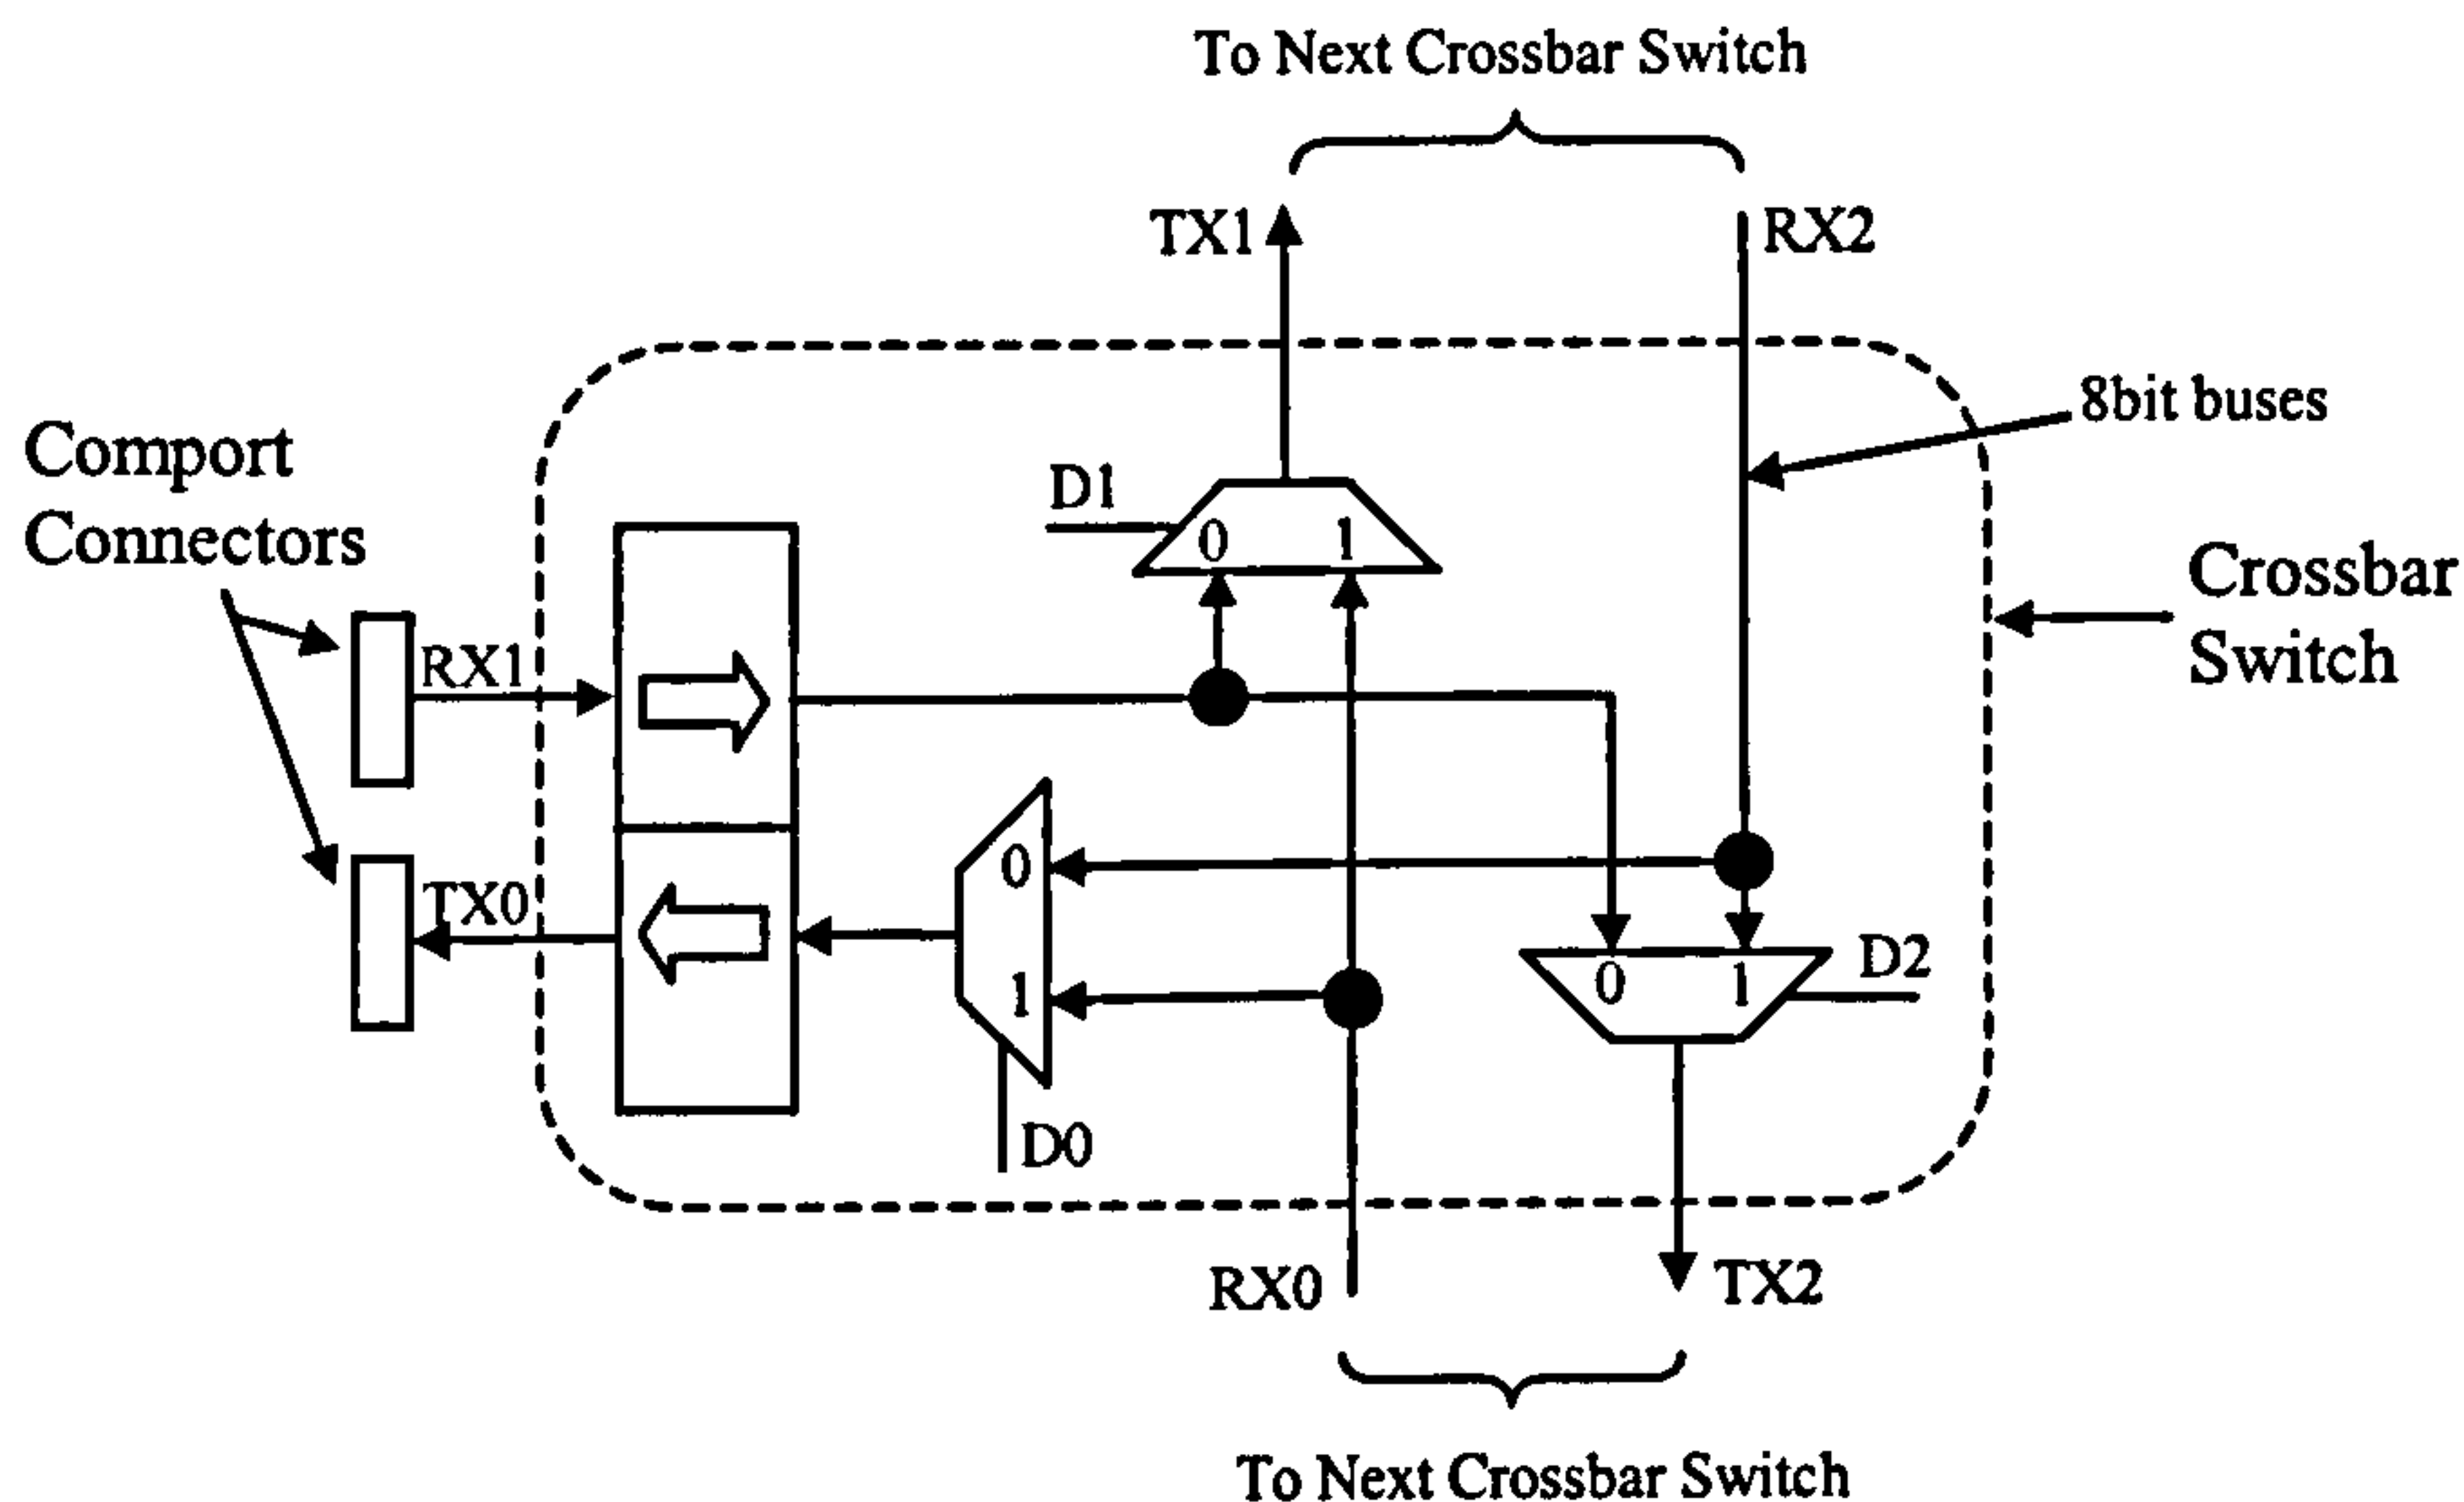 To Next Crossbar Switch
TX1
RX2
8bit buses
Comport
Connectors
D1
0 1
Crossbar
Switch
RX1
0
TX0
1
0 1
D2
D0
RX0
TX2
To Next Crossbar Switch